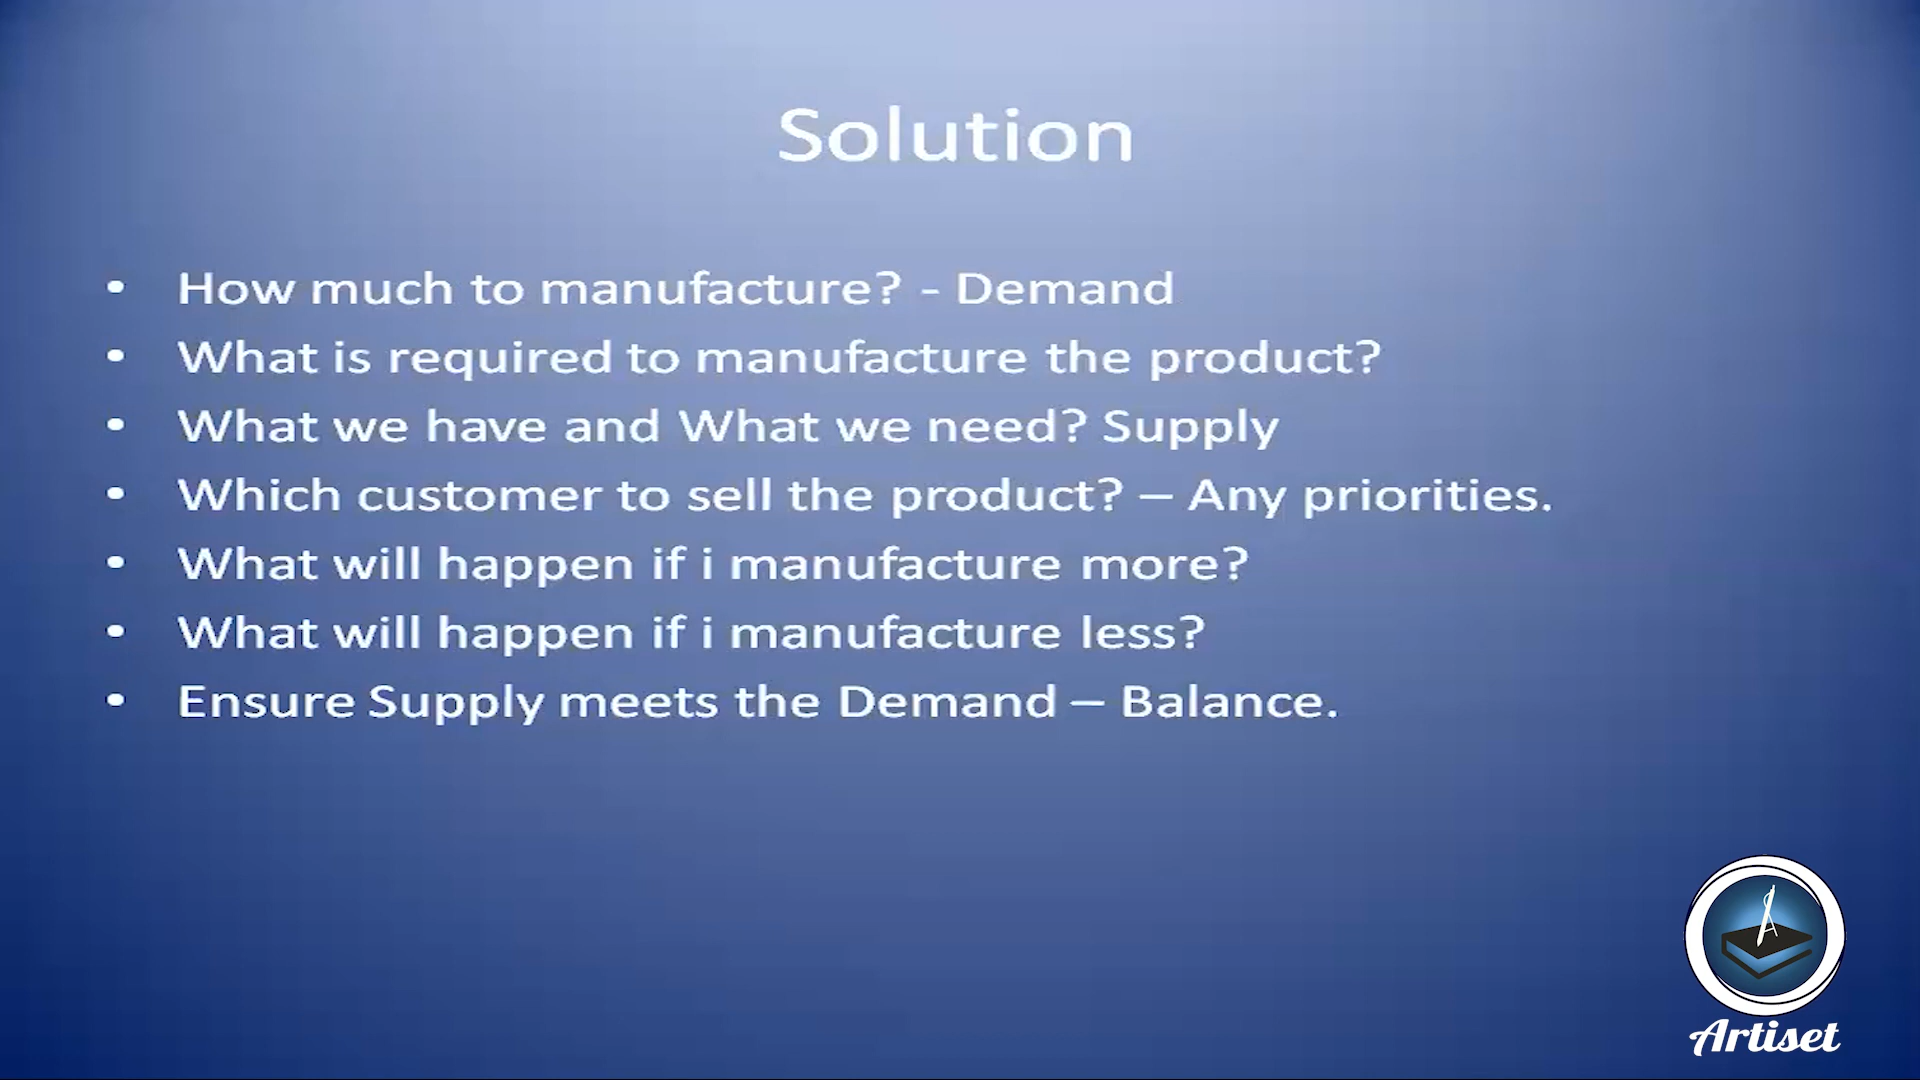 Solution
• How much to manufacture? - Demand
• What is required to manufacture the product?
• What we have and What we need? Supply
• Which customer to sell the product? – Any priorities.
• What will happen if i manufacture more?
• What will happen if i manufacture less?
• Ensure Supply meets the Demand – Balance.
Artiset